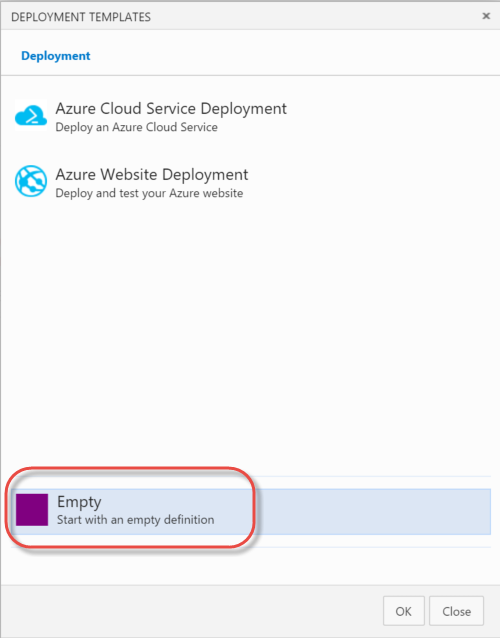 DEPLOYMENT TEMPLATES
Deployment
Azure Cloud Service Deployment
Deploy an Azure Cloud Service
Azure Website Deployment
Deploy and test your Azure website
Empty
Start with an empty definition
OK
Close